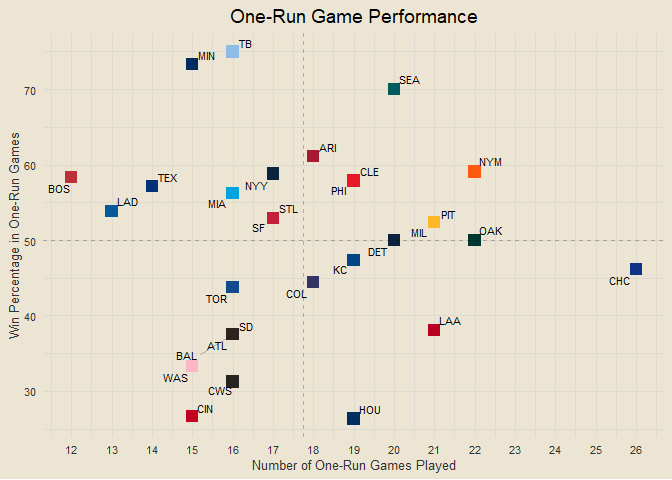 One-Run Game Performance
TB
MIN
SEA
70
ARI
60
NYM
CLE
TEX
NYY
PHI
BOS
LAD
MIA
STL
PIT
SF
MIL
OAK
50
DET
KC
CHC
COL
TOR
40
SD
LAA
ATL
BAL
WAS
30
CWS
CIN
HOU
12 13 14 15 16 17 18 19 20 21 22 23 24 25 26
Number of One-Run Games Played
Win Percentage in One-Run Games